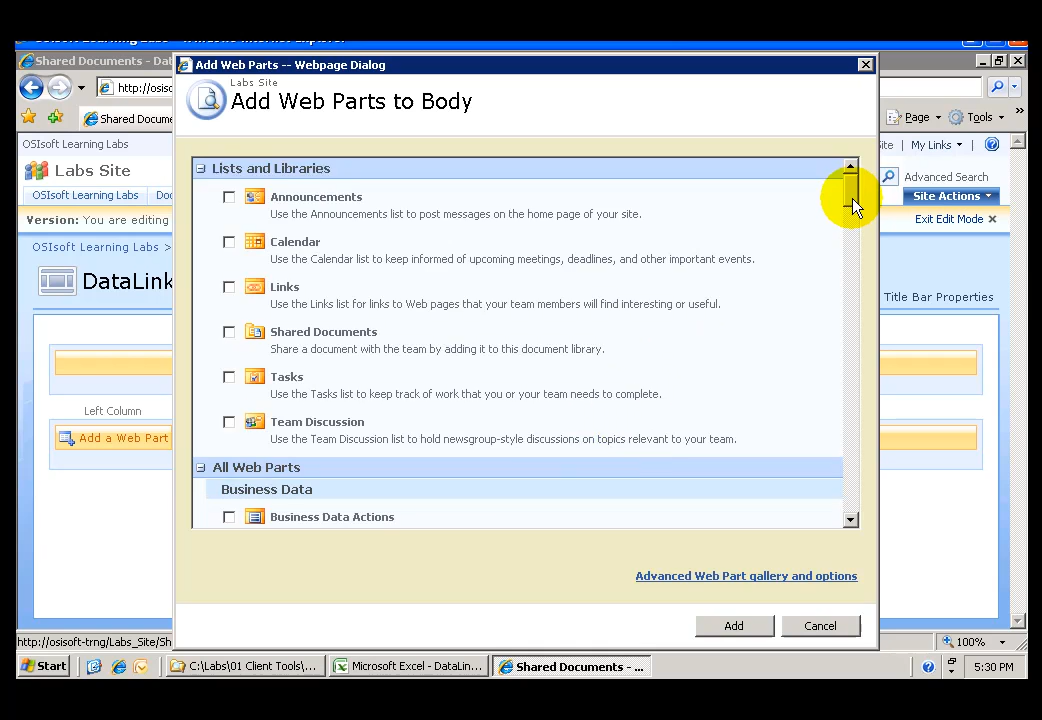 Shared Documents - Dat
Add Web Parts -- Webpage Dialog
Labs Site
Add Web Parts to Body
http://osisc
Shared Docume
Page
Tools
»
OSIsoft Learning Labs
ite | My Links
Labs Site
Advanced Search
OSIsoft Learning Labs
Doc
Site Actions
Version: You are editing
Exit Edit Mode
OSIsoft Learning Labs >
DataLink
Title Bar Properties
Left Column
Add a Web Part
Lists and Libraries
Announcements
Use the Announcements list to post messages on the home page of your site.
Calendar
Use the Calendar list to keep informed of upcoming meetings, deadlines, and other important events.
Links
Use the Links list for links to Web pages that your team members will find interesting or useful.
Shared Documents
Share a document with the team by adding it to this document library.
Tasks
Use the Tasks list to keep track of work that you or your team needs to complete.
Team Discussion
Use the Team Discussion list to hold newsgroup-style discussions on topics relevant to your team.
All Web Parts
Business Data
Business Data Actions
Advanced Web Part gallery and options
Add
Cancel
http://osisoft-trng/Labs_Site/Sh
100%
Start
C:\Labs\01 Client Tools\...
Microsoft Excel - DataLin...
Shared Documents - ...
5:30 PM